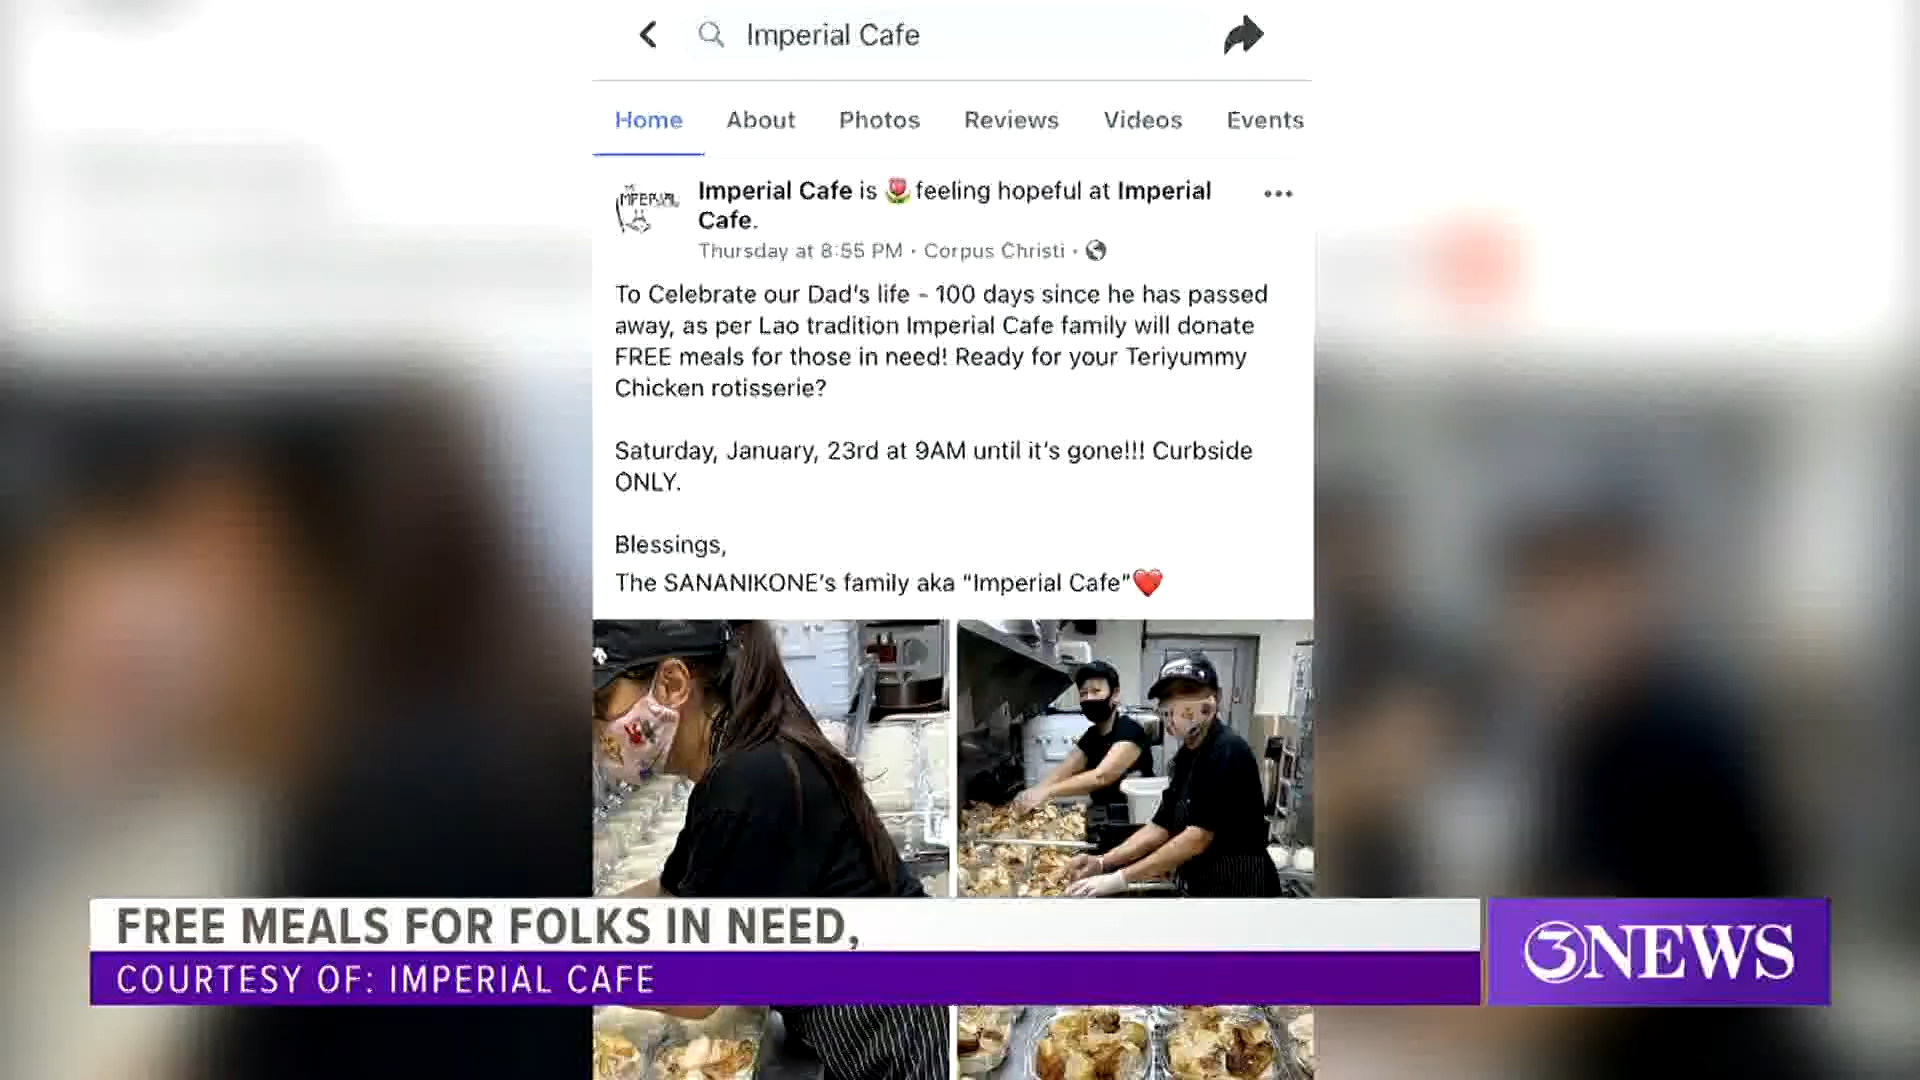 Imperial Cafe
Home About Photos Reviews Videos Events
IMPERIAL
Imperial Cafe is 🌷 feeling hopeful at Imperial
Cafe.
Thursday at 8:55 PM · Corpus Christi ·
To Celebrate our Dad's life - 100 days since he has passed
away, as per Lao tradition Imperial Cafe family will donate
FREE meals for those in need! Ready for your Teriyummy
Chicken rotisserie?
Saturday, January, 23rd at 9AM until it's gone!!! Curbside
ONLY.
Blessings,
The SANANIKONE's family aka "Imperial Cafe"❤️
FREE MEALS FOR FOLKS IN NEED,
COURTESY OF: IMPERIAL CAFE
3NEWS